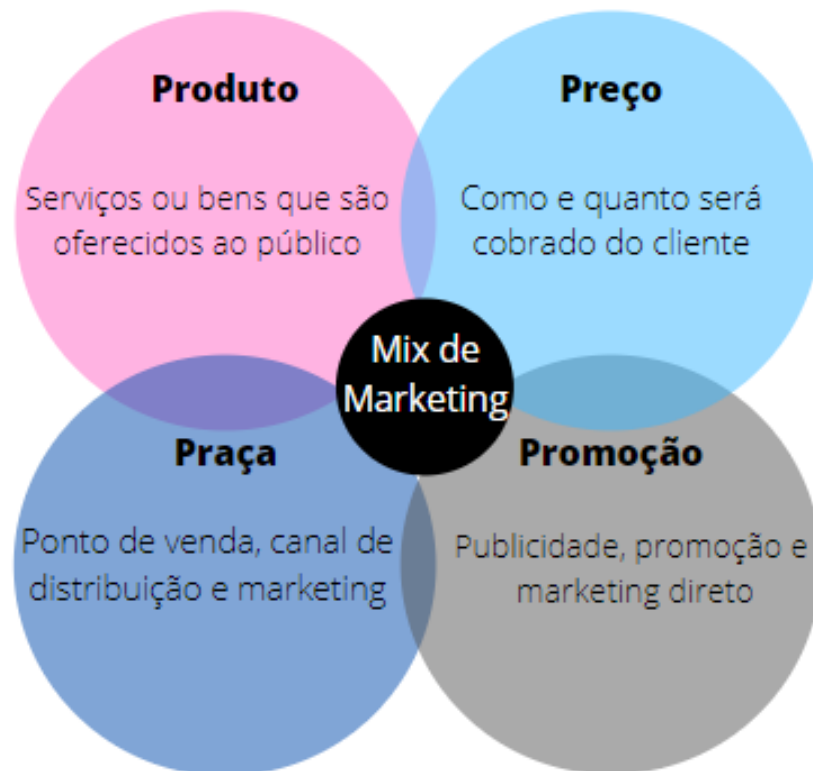 Produto
Serviços ou bens que são
oferecidos ao público
Preço
Como e quanto será
cobrado do cliente
Mix de
Marketing
Praça
Ponto de venda, canal de
distribuição e marketing
Promoção
Publicidade, promoção e
marketing direto